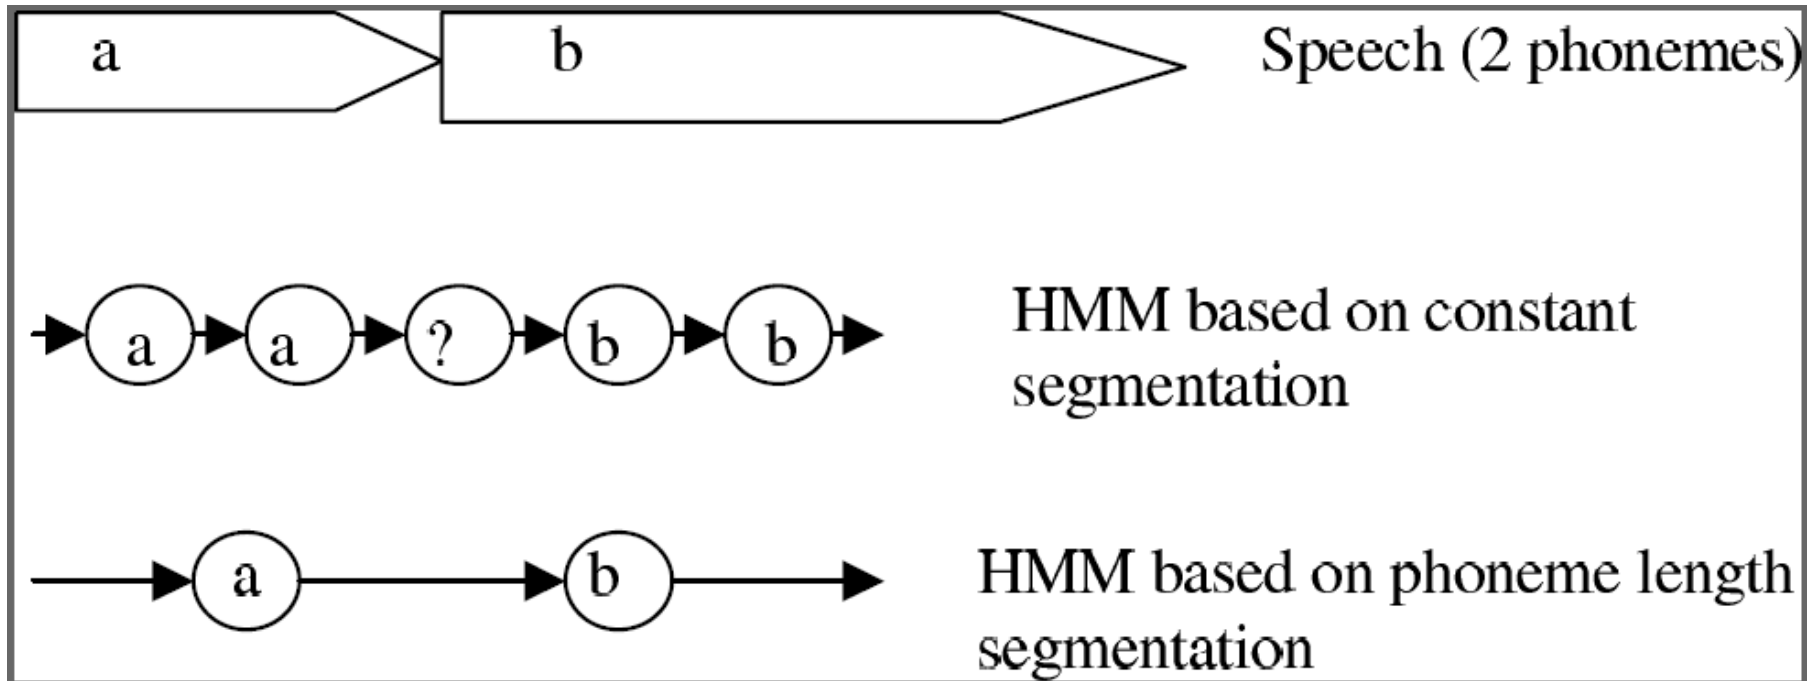 a b Speech (2 phonemes)
a a ? b b HMM based on constant
segmentation
a b HMM based on phoneme length
segmentation